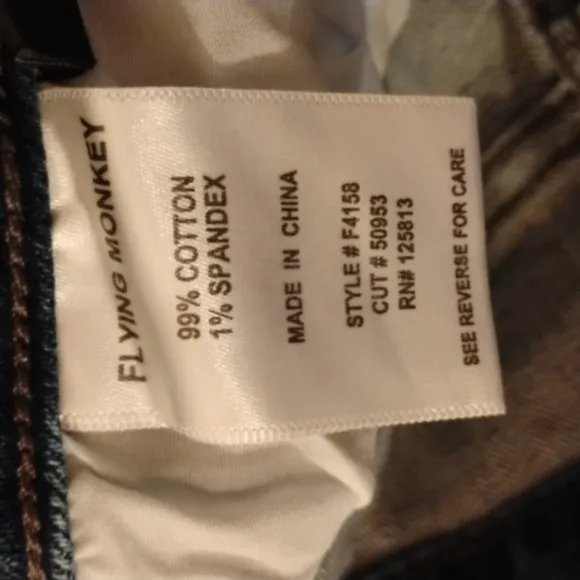 FLYING MONKEY
99% COTTON
1% SPANDEX
MADE IN CHINA
STYLE # F4158
CUT # 50953
RN# 125813
SEE REVERSE FOR CARE